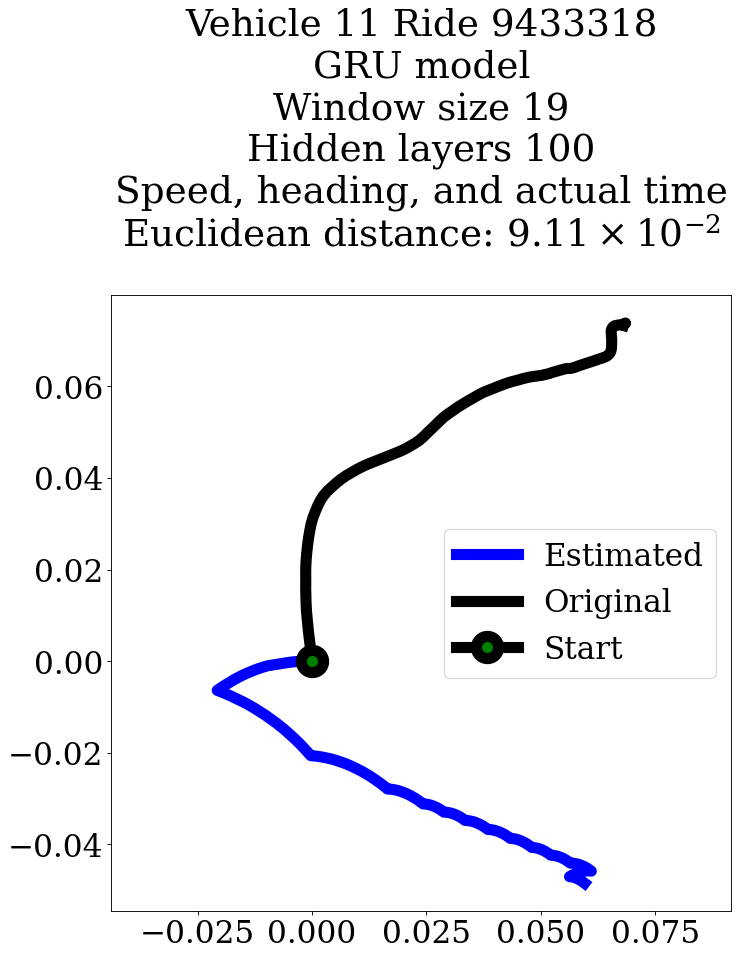 Vehicle 11 Ride 9433318
GRU model
Window size 19
Hidden layers 100
Speed, heading, and actual time
Euclidean distance: 9.11 × 10⁻²
0.06
0.04
0.02
0.00
−0.02
−0.04
Estimated
Original
Start
−0.025 0.000 0.025 0.050 0.075